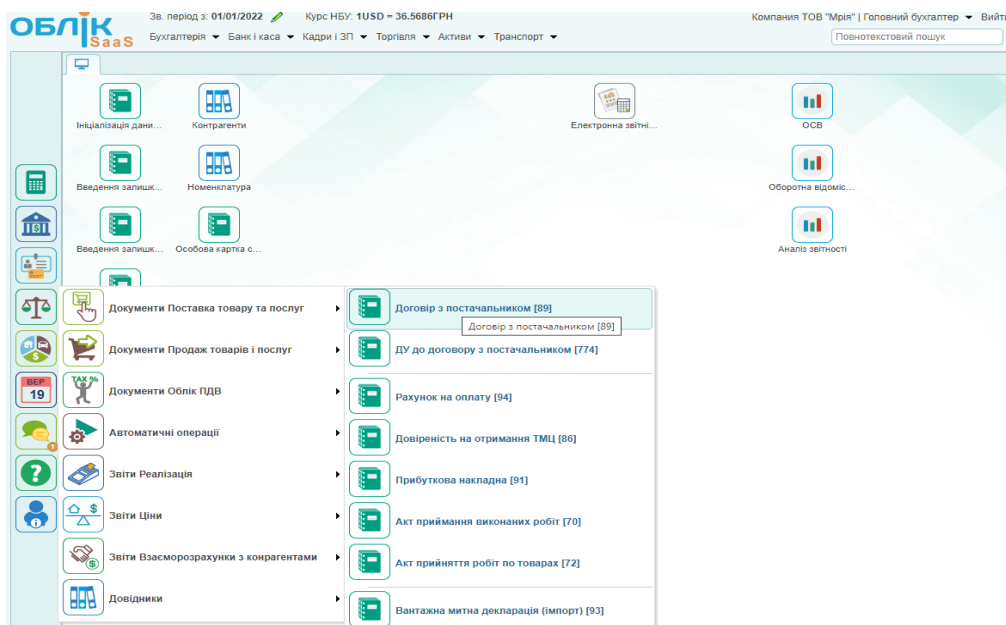 ОБЛіК
SaaS
Зв. період з: 01/01/2022
Курс НБУ: 1USD = 36.5686ГРН
Компания ТОВ "Мрія" | Головний бухгалтер
Вийти
Бухгалтерія
Банк і каса
Кадри і ЗП
Торгівля
Активи
Транспорт
Повнотекстовий пошук
Ініціалізація дани...
Контрагенти
Електронна звітні...
ОСВ
Введення залишк...
Номенклатура
Оборотна відоміс...
Введення залишк...
Особова картка с...
Аналіз звітності
Документи Поставка товару та послуг
Документи Продаж товарів і послуг
TAX %
Документи Облік ПДВ
Автоматичні операції
Звіти Реалізація
Звіти Ціни
Звіти Взаєморозрахунки з конрагентами
Довідники
Договір з постачальником [89]
Договір з постачальником [89]
ДУ до договору з постачальником [774]
Рахунок на оплату [94]
Довіреність на отримання ТМЦ [86]
Прибуткова накладна [91]
Акт приймання виконаних робіт [70]
Акт прийняття робіт по товарах [72]
Вантажна митна декларація (імпорт) [93]
ВЕР
19
1